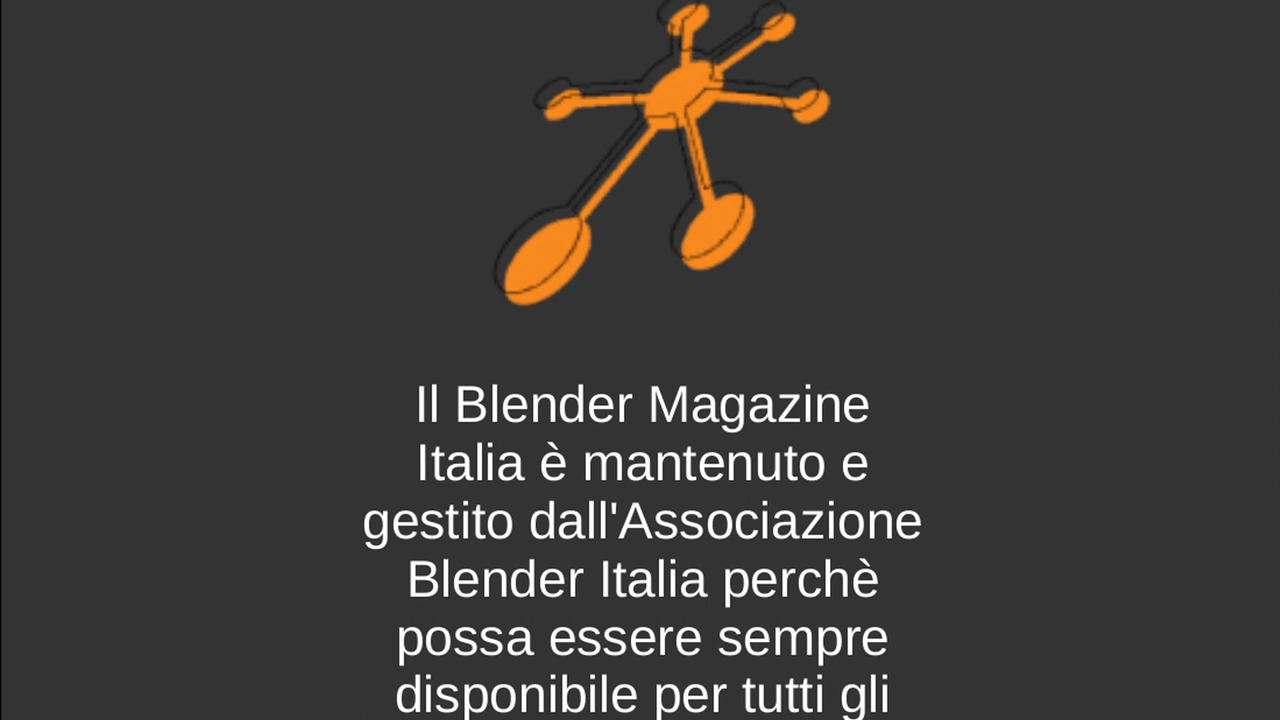 Il Blender Magazine
Italia è mantenuto e
gestito dall'Associazione
Blender Italia perchè
possa essere sempre
disponibile per tutti gli